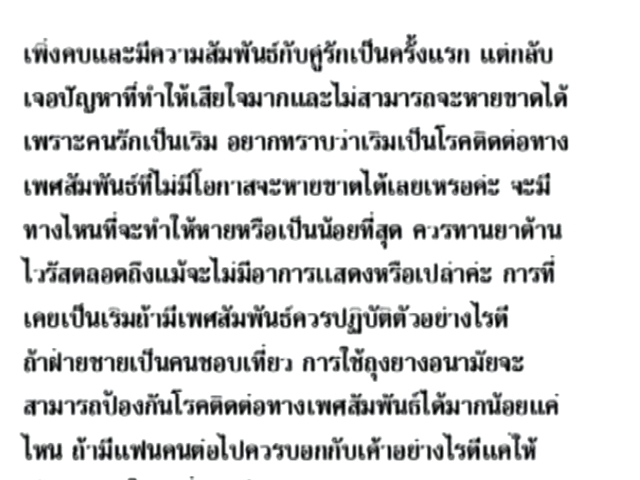 เพิ่งคบและมีความสัมพันธ์กับคู่รักเป็นครั้งแรก แต่กลับ
เจอปัญหาที่ทำให้เสียใจมากและไม่สามารถจะหายขาดได้
เพราะคนรักเป็นเริม อยากทราบว่าเริมเป็นโรคติดต่อทาง
เพศสัมพันธ์ที่ไม่มีโอกาสจะหายขาดได้เลยเหรอค่ะ จะมี
ทางไหนที่จะทำให้หายหรือเป็นน้อยที่สุด ควรทานยาต้าน
ไวรัสตลอดถึงแม้จะไม่มีอาการแสดงหรือเปล่าค่ะ การที่
เคยเป็นเริมถ้ามีเพศสัมพันธ์ควรปฏิบัติตัวอย่างไรดี
ถ้าฝ่ายชายเป็นคนชอบเที่ยว การใช้ถุงยางอนามัยจะ
สามารถป้องกันโรคติดต่อทางเพศสัมพันธ์ได้มากน้อยแค่
ไหน ถ้ามีแฟนคนต่อไปควรบอกกับเค้าอย่างไรดีแค่ให้